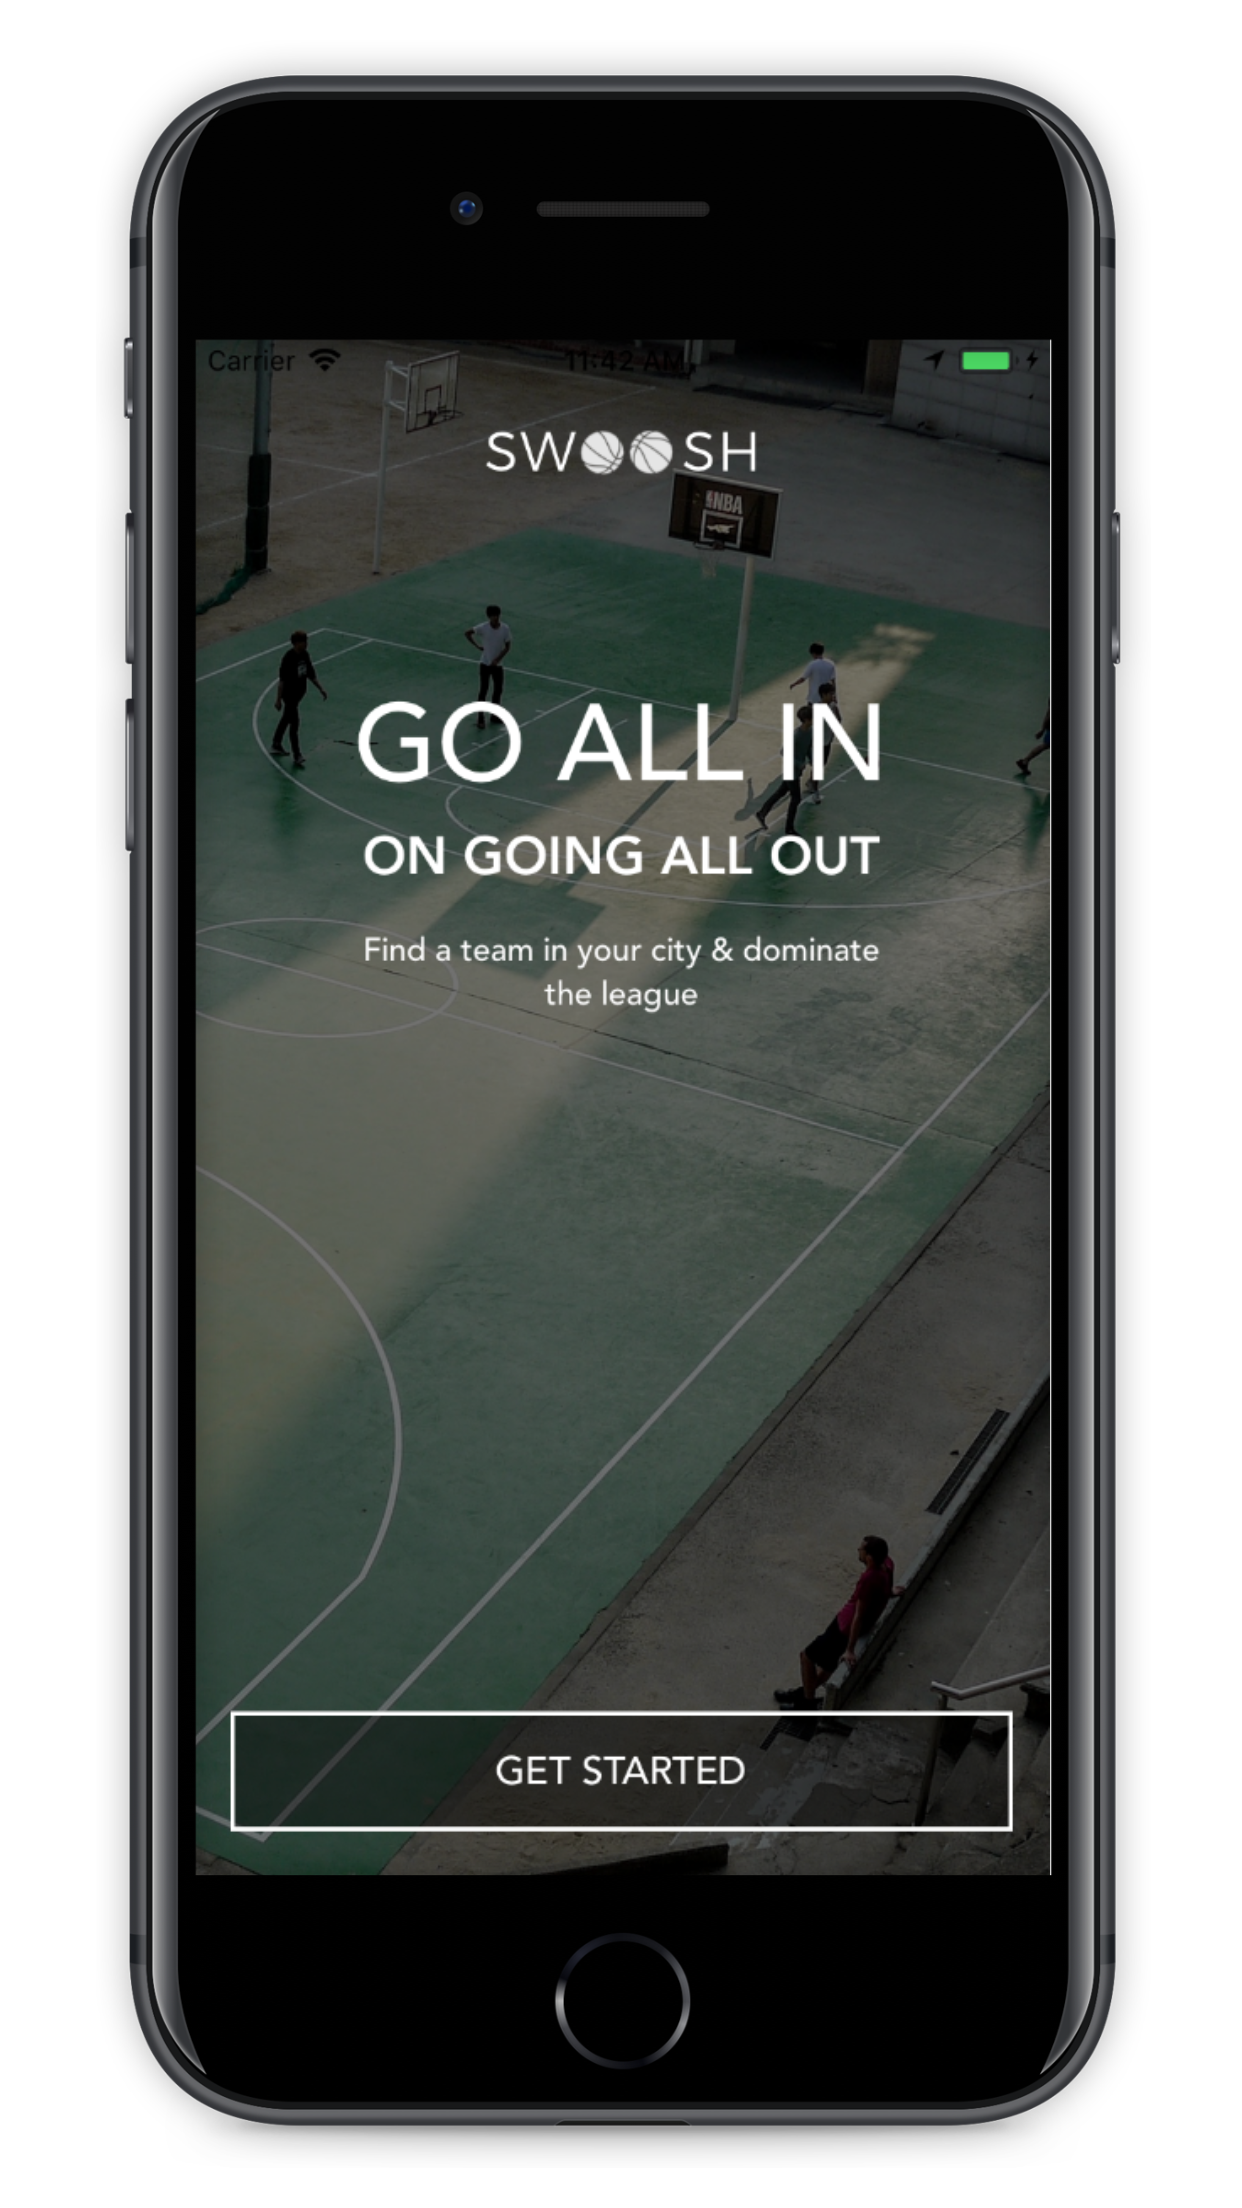 Carrier 11:42 AM
SWOOSH
NBA
GO ALL IN
ON GOING ALL OUT
Find a team in your city & dominate
the league
GET STARTED